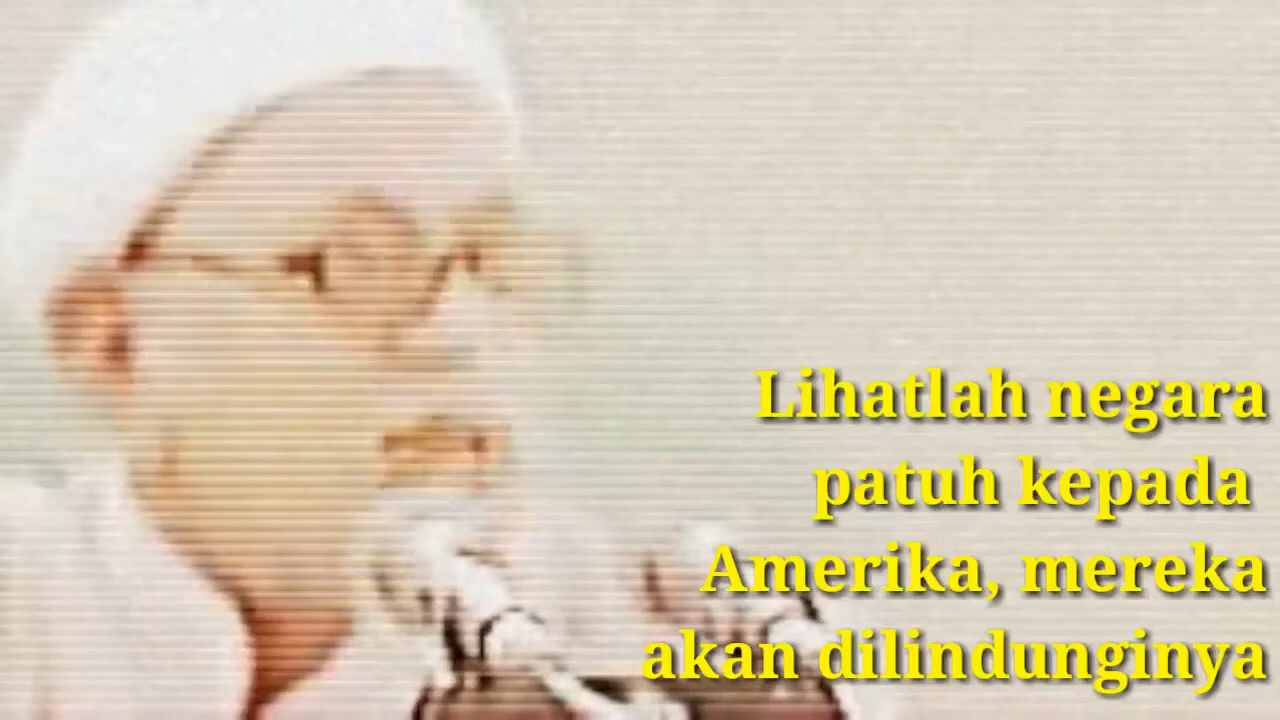 Lihatlah negara
patuh kepada
Amerika, mereka
akan dilindunginya